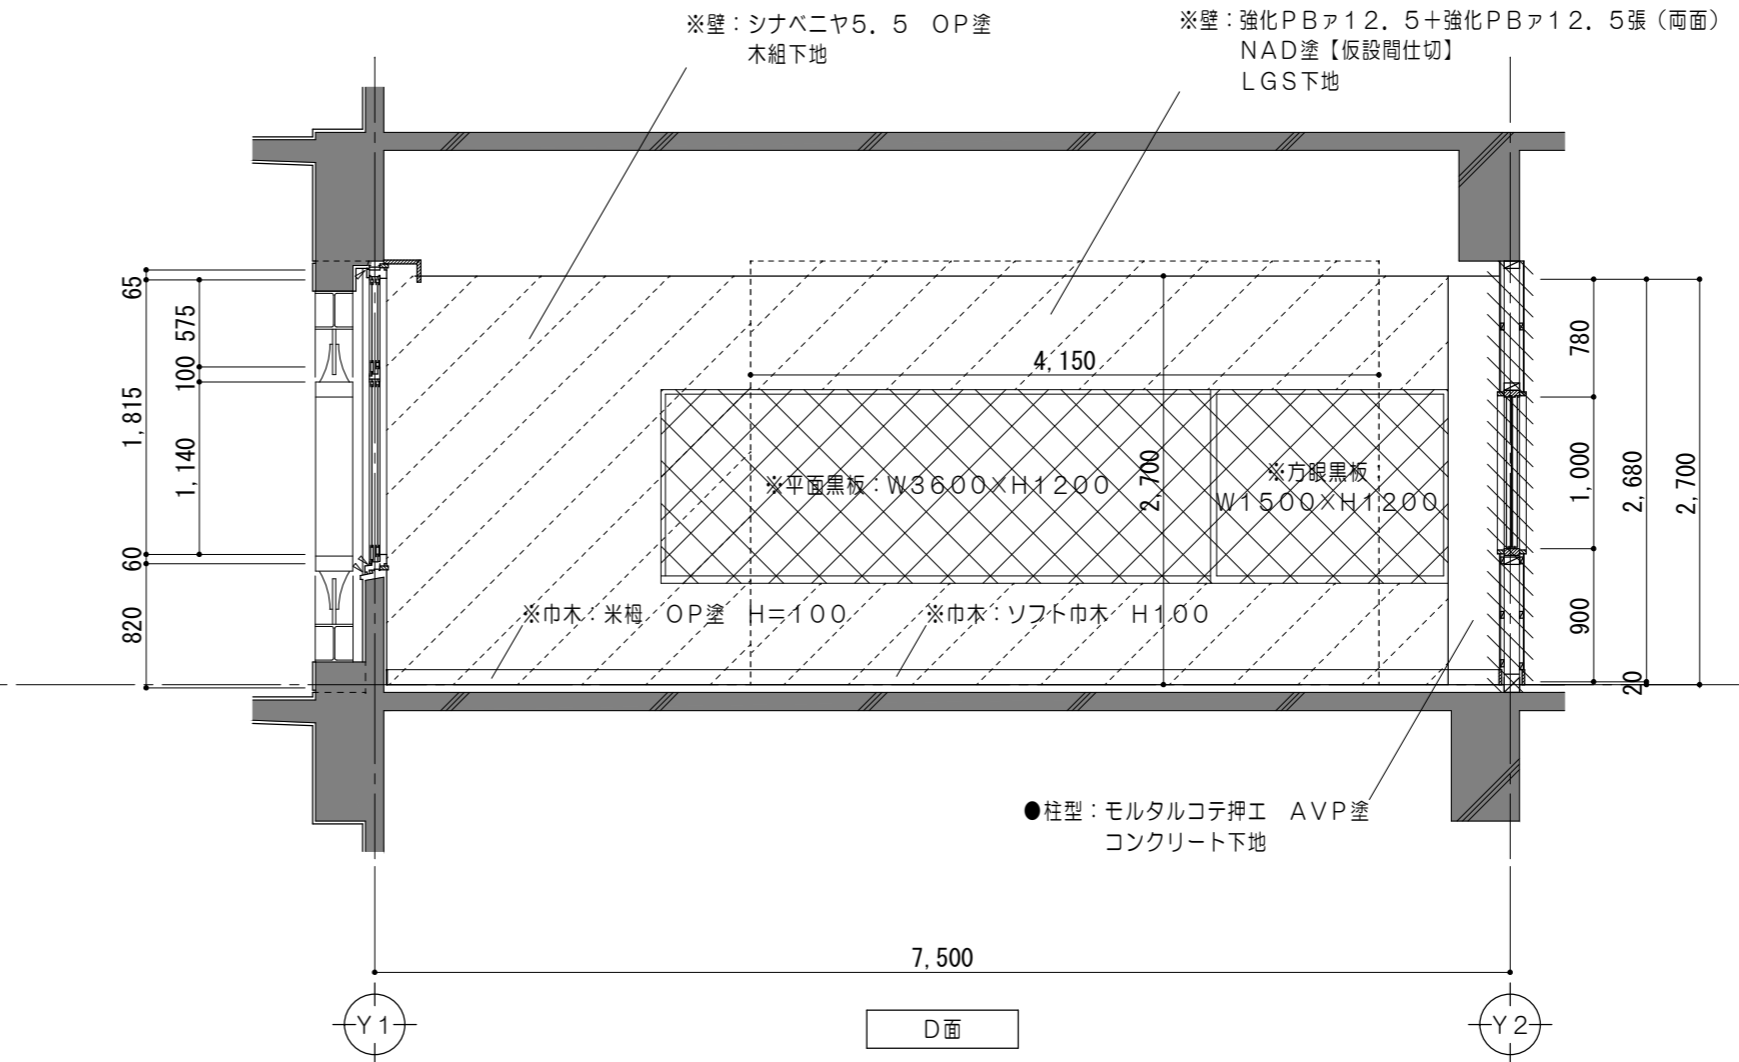 ※壁：シナベニヤ5．5　OP塗
木組下地
※壁：強化PBァ12．5＋強化PBァ12．5張（両面）
NAD塗【仮設間仕切】
LGS下地
65
575
100
1,815
1,140
60
820
4,150
2,700
※平面黒板：W3600×H1200
※方眼黒板
W1500×H1200
780
1,000
900
20
2,680
2,700
※巾木：米栂　OP塗　H＝100
※巾木：ソフト巾木　H100
●柱型：モルタルコテ押エ　AVP塗
コンクリート下地
7,500
Y1
D面
Y2